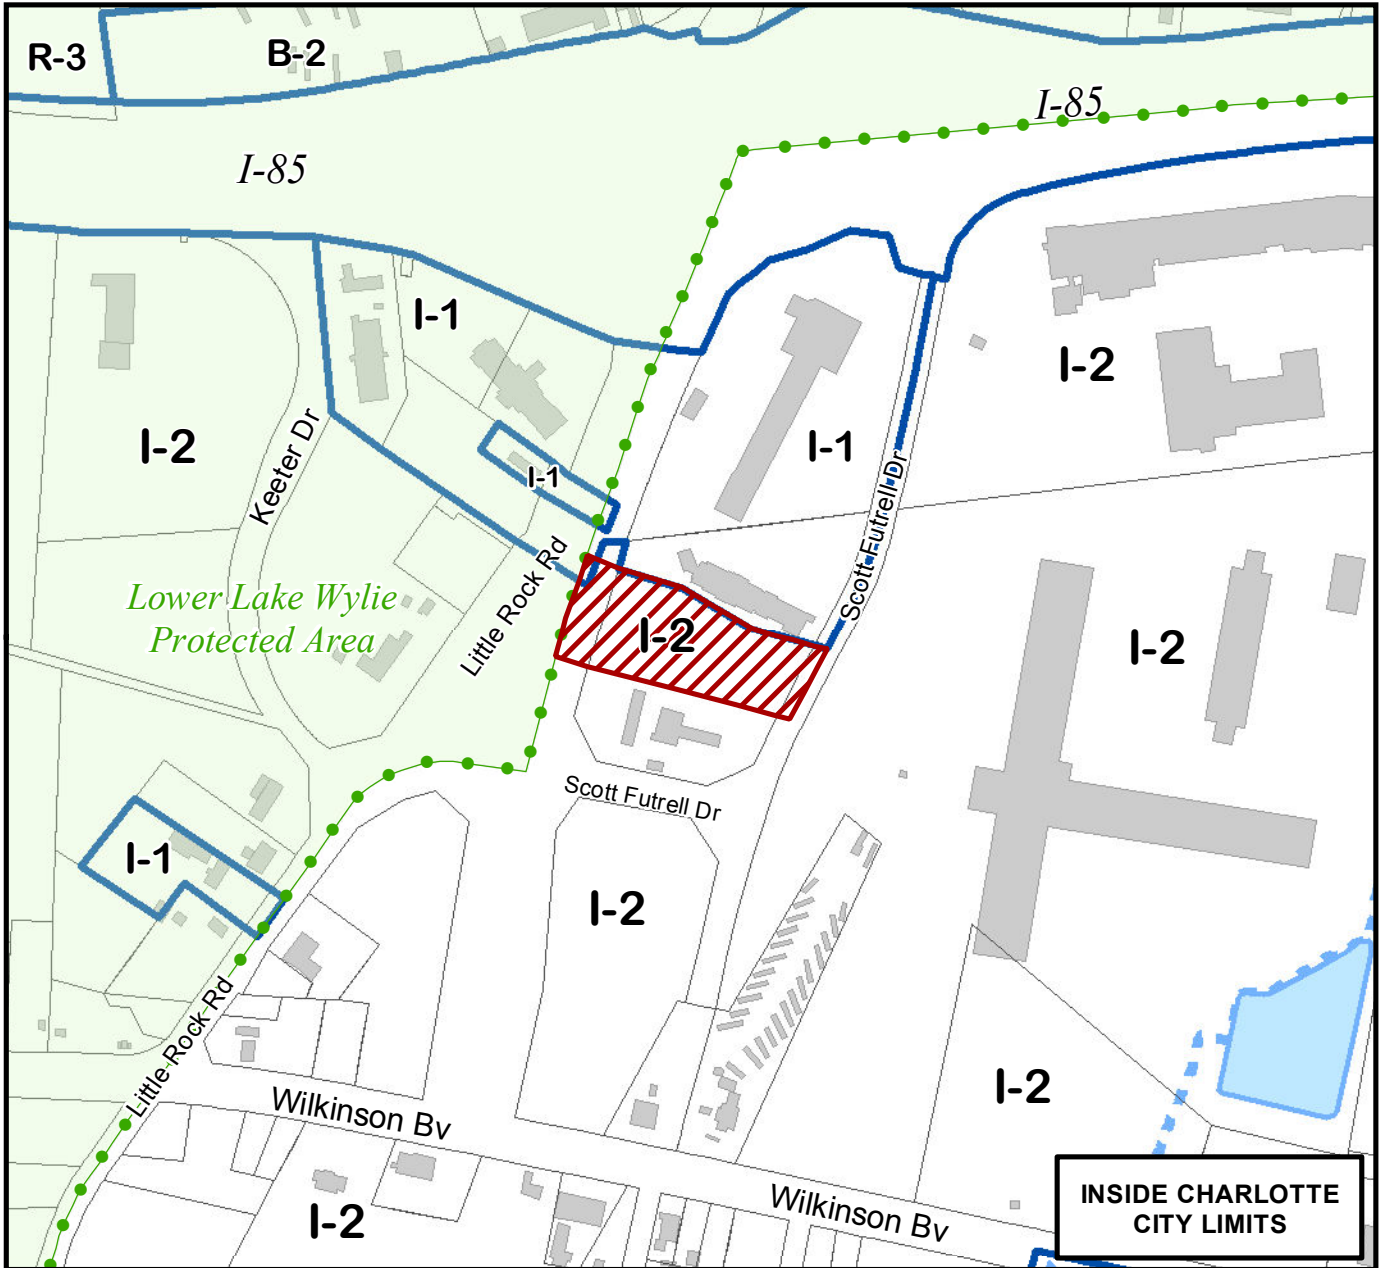 R-3
B-2
I-85
I-85
I-1
I-2
I-2
I-1
Keeter Dr
I-1
Scott Futrell Dr
Little Rock Rd
Lower Lake Wylie
Protected Area
I-2
I-2
Scott Futrell Dr
I-1
I-2
Little Rock Rd
I-2
Wilkinson Bv
Wilkinson Bv
I-2
INSIDE CHARLOTTE
CITY LIMITS